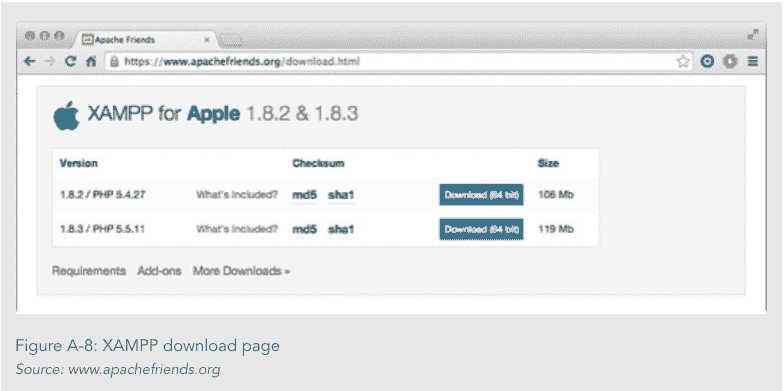 Apache Friends
https://www.apachefriends.org/download.html
XAMPP for Apple 1.8.2 & 1.8.3
Version Checksum Size
1.8.2 / PHP 5.4.27 What's Included? md5 sha1 Download (64 bit) 106 Mb
1.8.3 / PHP 5.5.11 What's Included? md5 sha1 Download (64 bit) 119 Mb
Requirements Add-ons More Downloads »
Figure A-8: XAMPP download page
Source: www.apachefriends.org